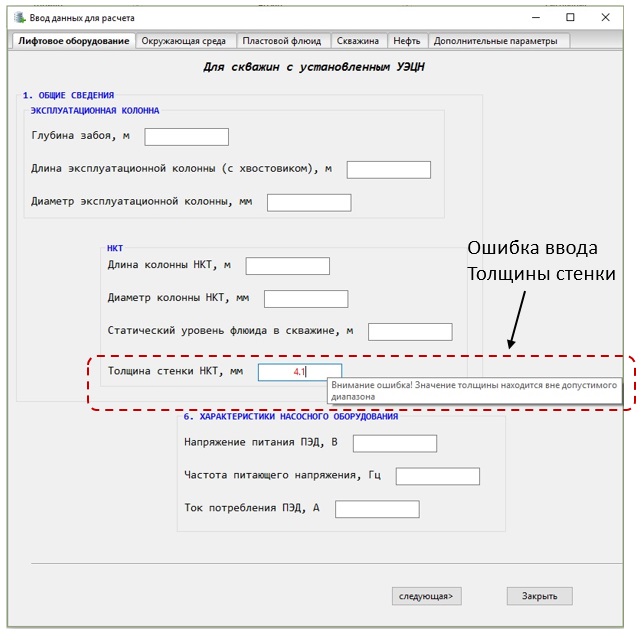 Ввод данных для расчета
Лифтовое оборудование Окружающая среда Пластовой флюид Скважина Нефть Дополнительные параметры
Для скважин с установленным УЭЦН
1. ОБЩИЕ СВЕДЕНИЯ
ЭКСПЛУАТАЦИОННАЯ КОЛОННА
Глубина забоя, м
Длина эксплуатационной колонны (с хвостовиком), м
Диаметр эксплуатационной колонны, мм
НКТ
Длина колонны НКТ, м
Диаметр колонны НКТ, мм
Статический уровень флюида в скважине, м
Толщина стенки НКТ, мм 4.1
Ошибка ввода
Толщины стенки
Внимание ошибка! Значение толщины находится вне допустимого
диапазона
6. ХАРАКТЕРИСТИКИ НАСОСНОГО ОБОРУДОВАНИЯ
Напряжение питания ПЭД, В
Частота питающего напряжения, Гц
Ток потребления ПЭД, А
следующая> Закрыть